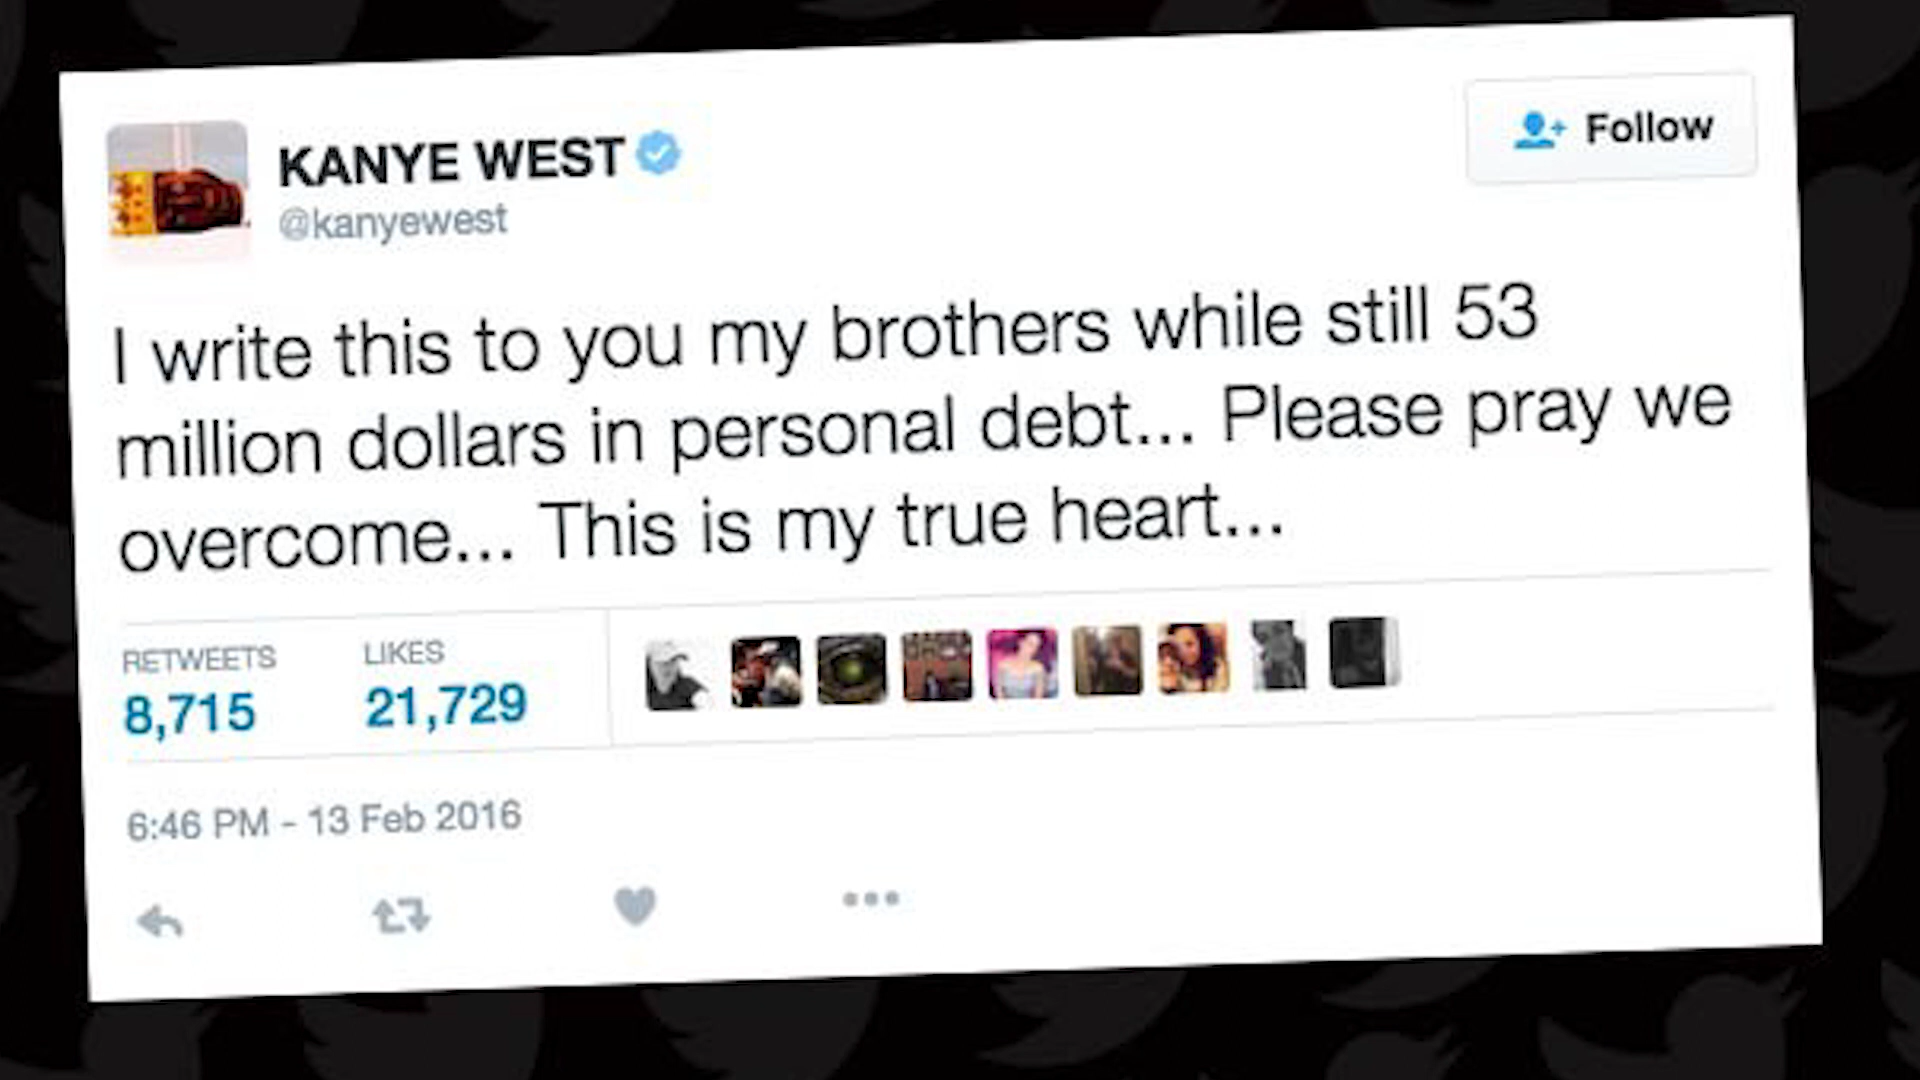 KANYE WEST
@kanyewest
Follow
I write this to you my brothers while still 53
million dollars in personal debt... Please pray we
overcome... This is my true heart...
RETWEETS
8,715
LIKES
21,729
6:46 PM - 13 Feb 2016